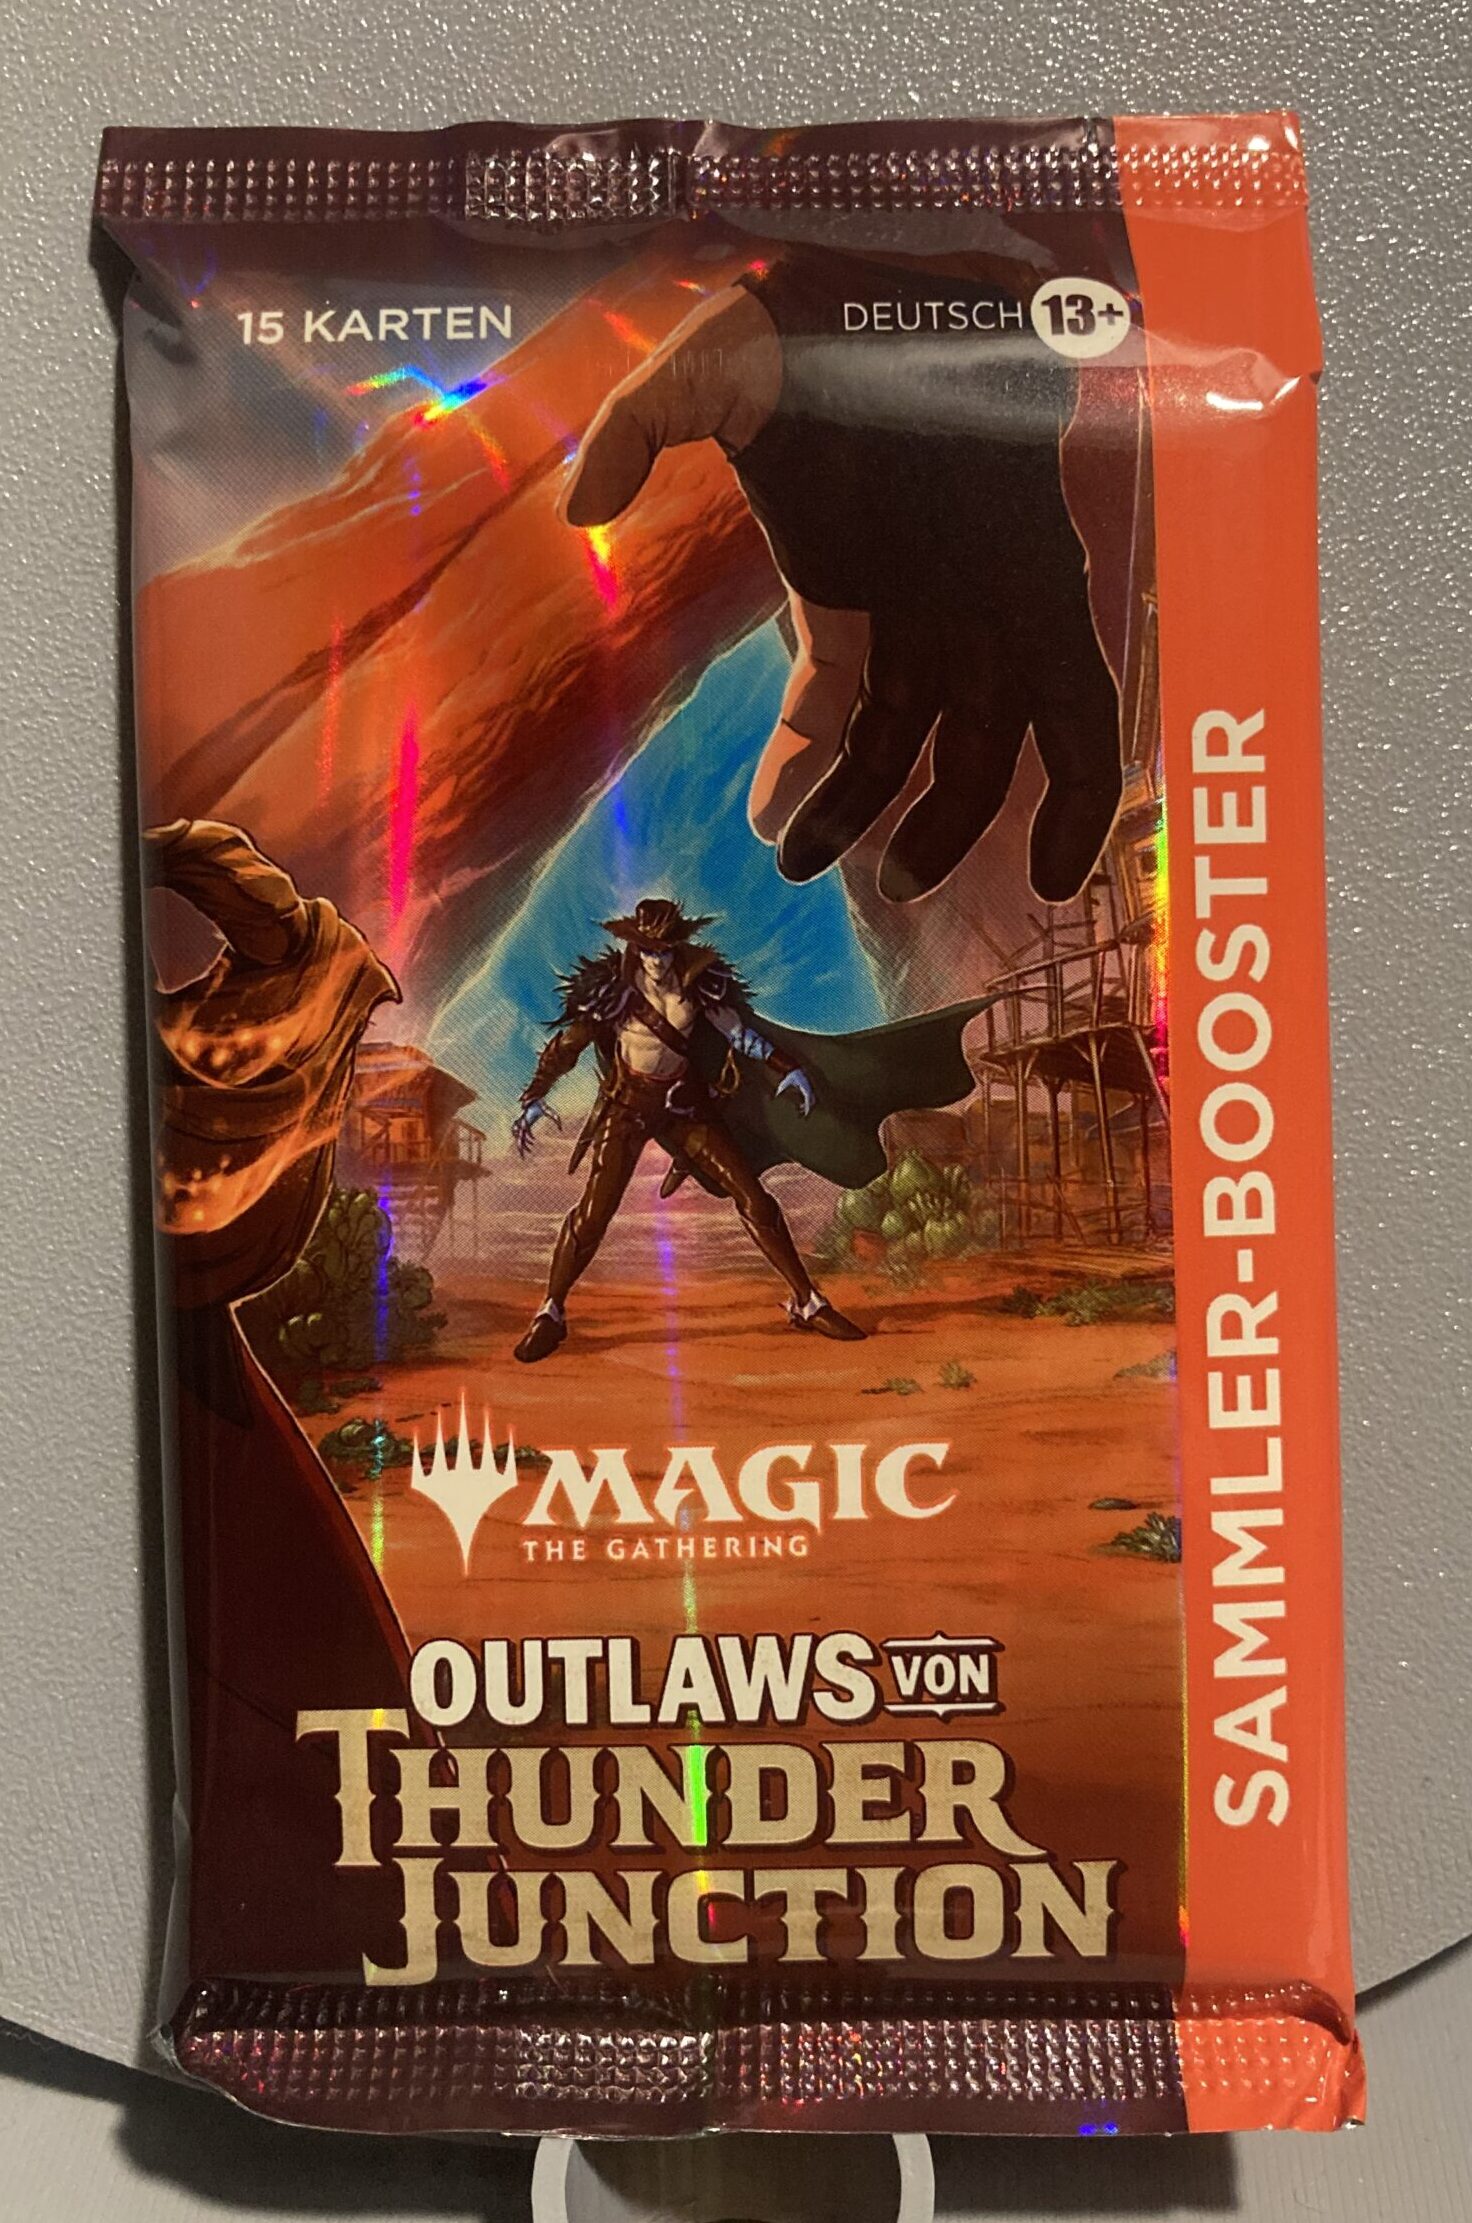 15 KARTEN
DEUTSCH 13+
MAGIC
THE GATHERING
OUTLAWS VON
THUNDER
JUNCTION
SAMMLER-BOOSTER